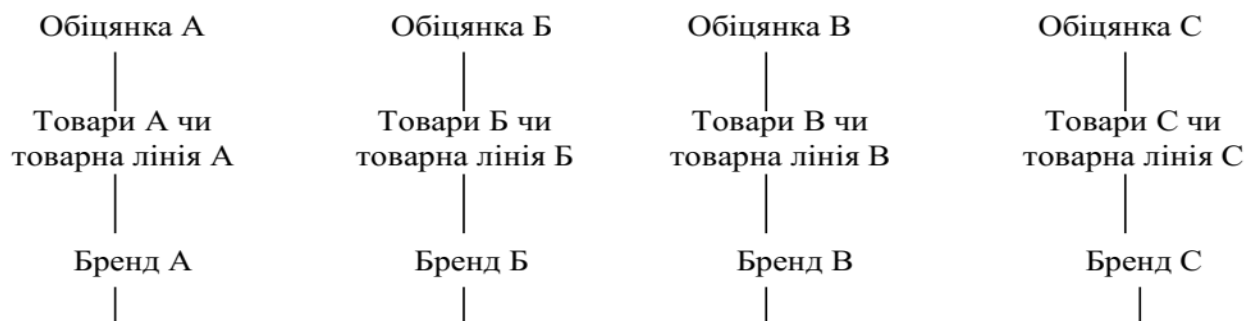 Обіцянка А Обіцянка Б Обіцянка В Обіцянка С
Товари А чи Товари Б чи Товари В чи Товари С чи
товарна лінія А товарна лінія Б товарна лінія В товарна лінія С
Бренд А Бренд Б Бренд В Бренд С